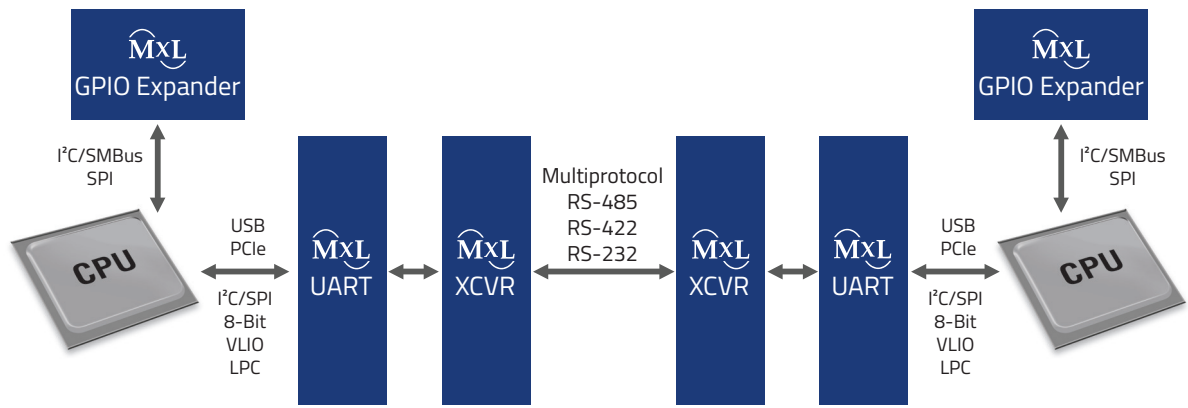 MxL
GPIO Expander
MxL
GPIO Expander
I²C/SMBus
SPI
I²C/SMBus
SPI
CPU
USB
PCIe
I²C/SPI
8-Bit
VLIO
LPC
MxL
UART
MxL
XCVR
Multiprotocol
RS-485
RS-422
RS-232
MxL
XCVR
MxL
UART
USB
PCIe
I²C/SPI
8-Bit
VLIO
LPC
CPU